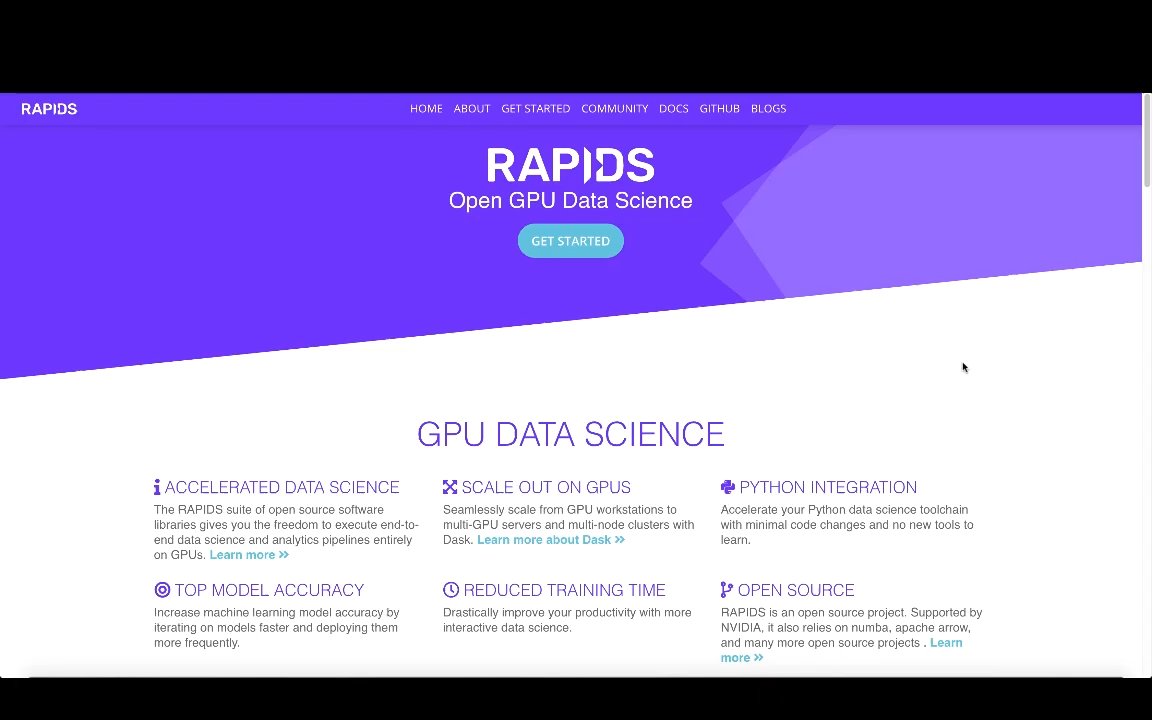 RAPIDS
HOME ABOUT GET STARTED COMMUNITY DOCS GITHUB BLOGS
RAPIDS
Open GPU Data Science
GET STARTED
GPU DATA SCIENCE
ACCELERATED DATA SCIENCE
The RAPIDS suite of open source software
libraries gives you the freedom to execute end-to-
end data science and analytics pipelines entirely
on GPUs. Learn more »
SCALE OUT ON GPUS
Seamlessly scale from GPU workstations to
multi-GPU servers and multi-node clusters with
Dask. Learn more about Dask »
PYTHON INTEGRATION
Accelerate your Python data science toolchain
with minimal code changes and no new tools to
learn.
TOP MODEL ACCURACY
Increase machine learning model accuracy by
iterating on models faster and deploying them
more frequently.
REDUCED TRAINING TIME
Drastically improve your productivity with more
interactive data science.
OPEN SOURCE
RAPIDS is an open source project. Supported by
NVIDIA, it also relies on numba, apache arrow,
and many more open source projects . Learn
more »